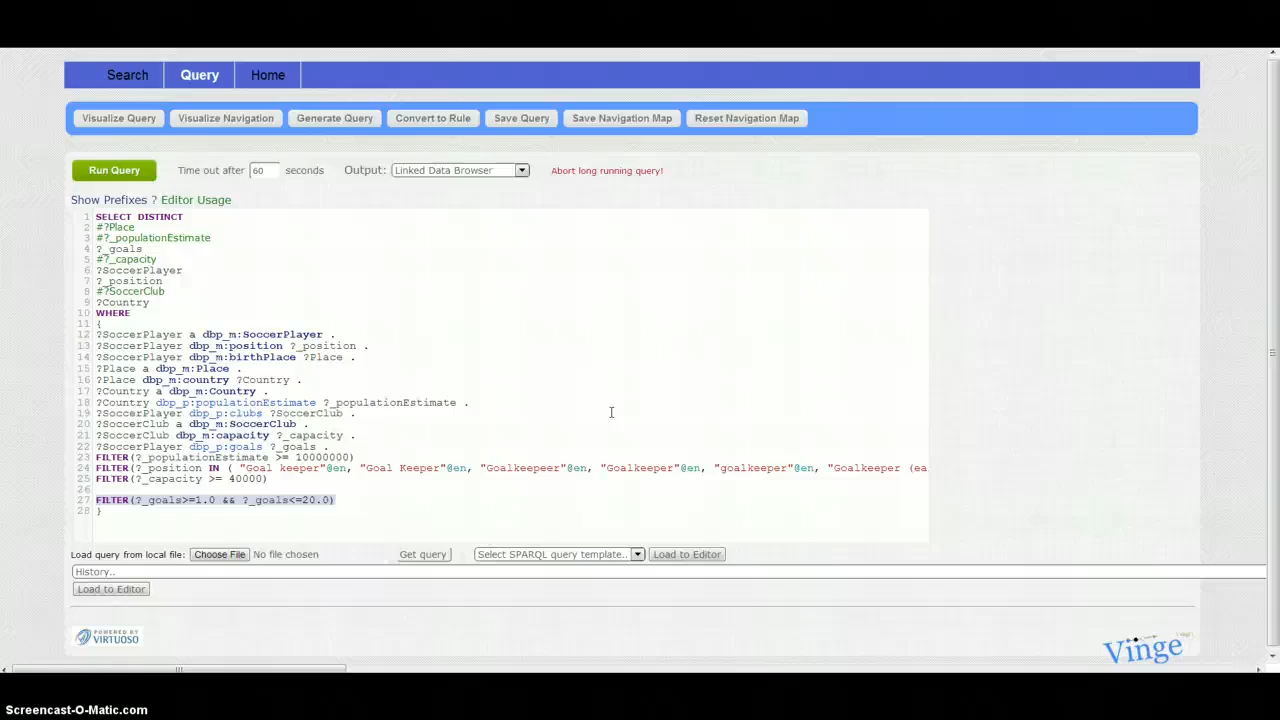 Search Query Home
Visualize Query Visualize Navigation Generate Query Convert to Rule Save Query Save Navigation Map Reset Navigation Map
Run Query Time out after 60 seconds Output: Linked Data Browser Abort long running query!
Show Prefixes ? Editor Usage
1 SELECT DISTINCT
2 #?Place
3 #?_populationEstimate
4 ?_goals
5 #?_capacity
6 ?SoccerPlayer
7 ?_position
8 #?SoccerClub
9 ?Country
10 WHERE
11 {
12 ?SoccerPlayer a dbp_m:SoccerPlayer .
13 ?SoccerPlayer dbp_m:position ?_position .
14 ?SoccerPlayer dbp_m:birthPlace ?Place .
15 ?Place a dbp_m:Place .
16 ?Place dbp_m:country ?Country .
17 ?Country a dbp_m:Country .
18 ?Country dbp_p:populationEstimate ?_populationEstimate .
19 ?SoccerPlayer dbp_p:clubs ?SoccerClub .
20 ?SoccerClub a dbp_m:SoccerClub .
21 ?SoccerClub dbp_m:capacity ?_capacity .
22 ?SoccerPlayer dbp_p:goals ?_goals .
23 FILTER(?_populationEstimate >= 10000000)
24 FILTER(?_position IN ( "Goal keeper"@en, "Goal Keeper"@en, "Goalkeepeer"@en, "Goalkeeper"@en, "goalkeeper"@en, "Goalkeeper (ea
25 FILTER(?_capacity >= 40000)
26
27 FILTER(?_goals>=1.0 && ?_goals<=20.0)
28 }
Load query from local file: Choose File No file chosen Get query Select SPARQL query template.. Load to Editor
History..
Load to Editor
POWERED BY
VIRTUOSO
Vinge
Screencast-O-Matic.com